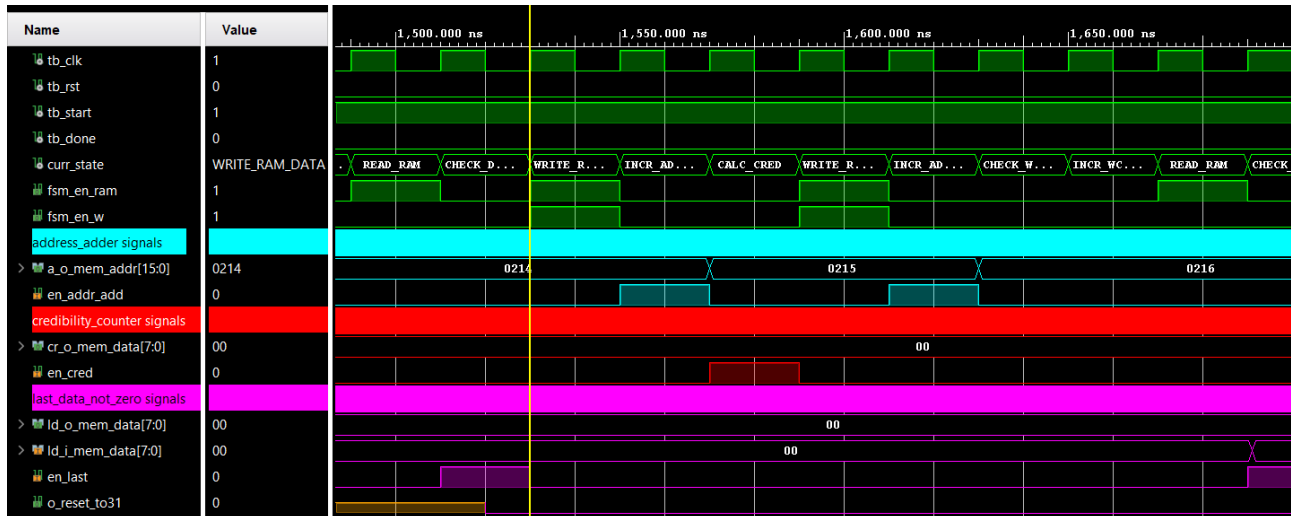 Name Value
1,500.000 ns 1,550.000 ns 1,600.000 ns 1,650.000 ns
tb_clk 1
tb_rst 0
tb_start 1
tb_done 0
curr_state WRITE_RAM_DATA . READ_RAM CHECK_D... WRITE_R... INCR_AD... CALC_CRED WRITE_R... INCR_AD... CHECK_W... INCR_WC... READ_RAM CHECK
fsm_en_ram 1
fsm_en_w 1
address_adder signals
a_o_mem_addr[15:0] 0214 0214 0215 0216
en_addr_add 0
credibility_counter signals
cr_o_mem_data[7:0] 00 00
en_cred 0
last_data_not_zero signals
ld_o_mem_data[7:0] 00 00
ld_i_mem_data[7:0] 00 00
en_last 0
o_reset_to31 0